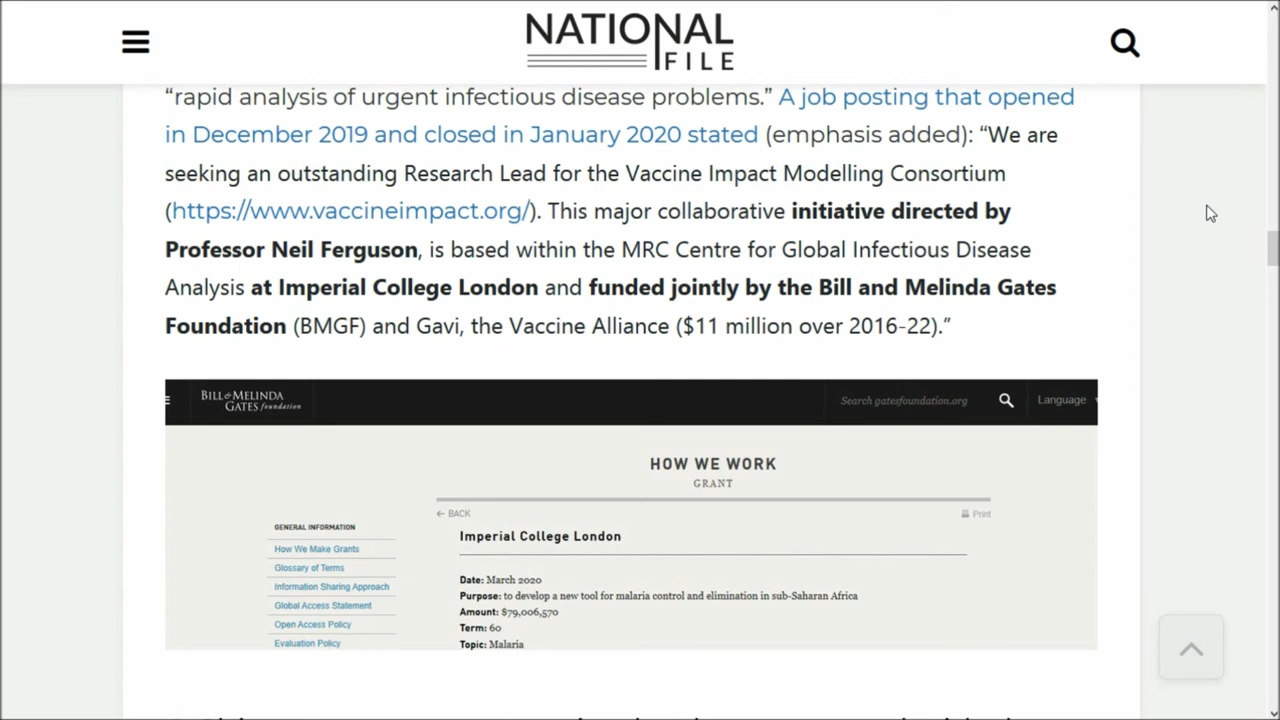 NATIONAL
FILE
“rapid analysis of urgent infectious disease problems.” A job posting that opened
in December 2019 and closed in January 2020 stated (emphasis added): “We are
seeking an outstanding Research Lead for the Vaccine Impact Modelling Consortium
(https://www.vaccineimpact.org/). This major collaborative initiative directed by
Professor Neil Ferguson, is based within the MRC Centre for Global Infectious Disease
Analysis at Imperial College London and funded jointly by the Bill and Melinda Gates
Foundation (BMGF) and Gavi, the Vaccine Alliance ($11 million over 2016-22).”
BILL & MELINDA
GATES foundation
Search gatesfoundation.org
Language
HOW WE WORK
GRANT
← BACK
Print
GENERAL INFORMATION
How We Make Grants
Glossary of Terms
Information Sharing Approach
Global Access Statement
Open Access Policy
Evaluation Policy
Imperial College London
Date: March 2020
Purpose: to develop a new tool for malaria control and elimination in sub-Saharan Africa
Amount: $79,006,570
Term: 60
Topic: Malaria